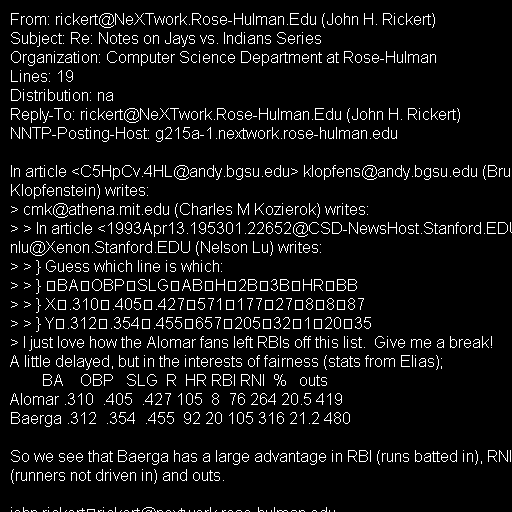 From: rickert@NeXTwork.Rose-Hulman.Edu (John H. Rickert)
Subject: Re: Notes on Jays vs. Indians Series
Organization: Computer Science Department at Rose-Hulman
Lines: 19
Distribution: na
Reply-To: rickert@NeXTwork.Rose-Hulman.Edu (John H. Rickert)
NNTP-Posting-Host: g215a-1.nextwork.rose-hulman.edu

In article <C5HpCv.4HL@andy.bgsu.edu> klopfens@andy.bgsu.edu (Bru
Klopfenstein) writes:
> cmk@athena.mit.edu (Charles M Kozierok) writes:
> > In article <1993Apr13.195301.22652@CSD-NewsHost.Stanford.EDU
nlu@Xenon.Stanford.EDU (Nelson Lu) writes:
> > } Guess which line is which:
> > } □BA□OBP□SLG□AB□H□2B□3B□HR□BB
> > } X□.310□.405□.427□571□177□27□8□8□87
> > } Y□.312□.354□.455□657□205□32□1□20□35
> I just love how the Alomar fans left RBIs off this list.  Give me a break!
A little delayed, but in the interests of fairness (stats from Elias);
BA OBP SLG R HR RBI RNI % outs
Alomar .310 .405 .427 105 8 76 264 20.5 419
Baerga .312 .354 .455 92 20 105 316 21.2 480

So we see that Baerga has a large advantage in RBI (runs batted in), RNI
(runners not driven in) and outs.

john rickert□rickert@nextwork.rose-hulman.edu